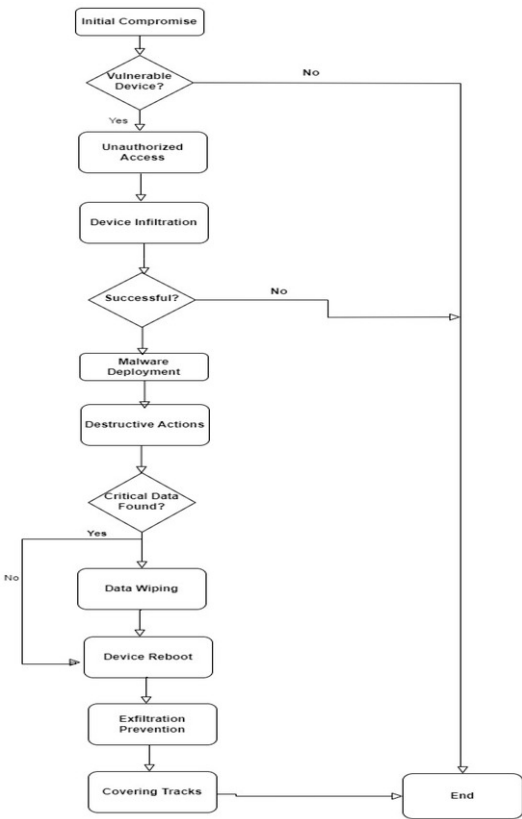 Initial Compromise
Vulnerable
Device?
No
Yes
Unauthorized
Access
Device Infiltration
Successful?
No
Malware
Deployment
Destructive Actions
Critical Data
Found?
Yes
No
Data Wiping
Device Reboot
Exfiltration
Prevention
Covering Tracks
End